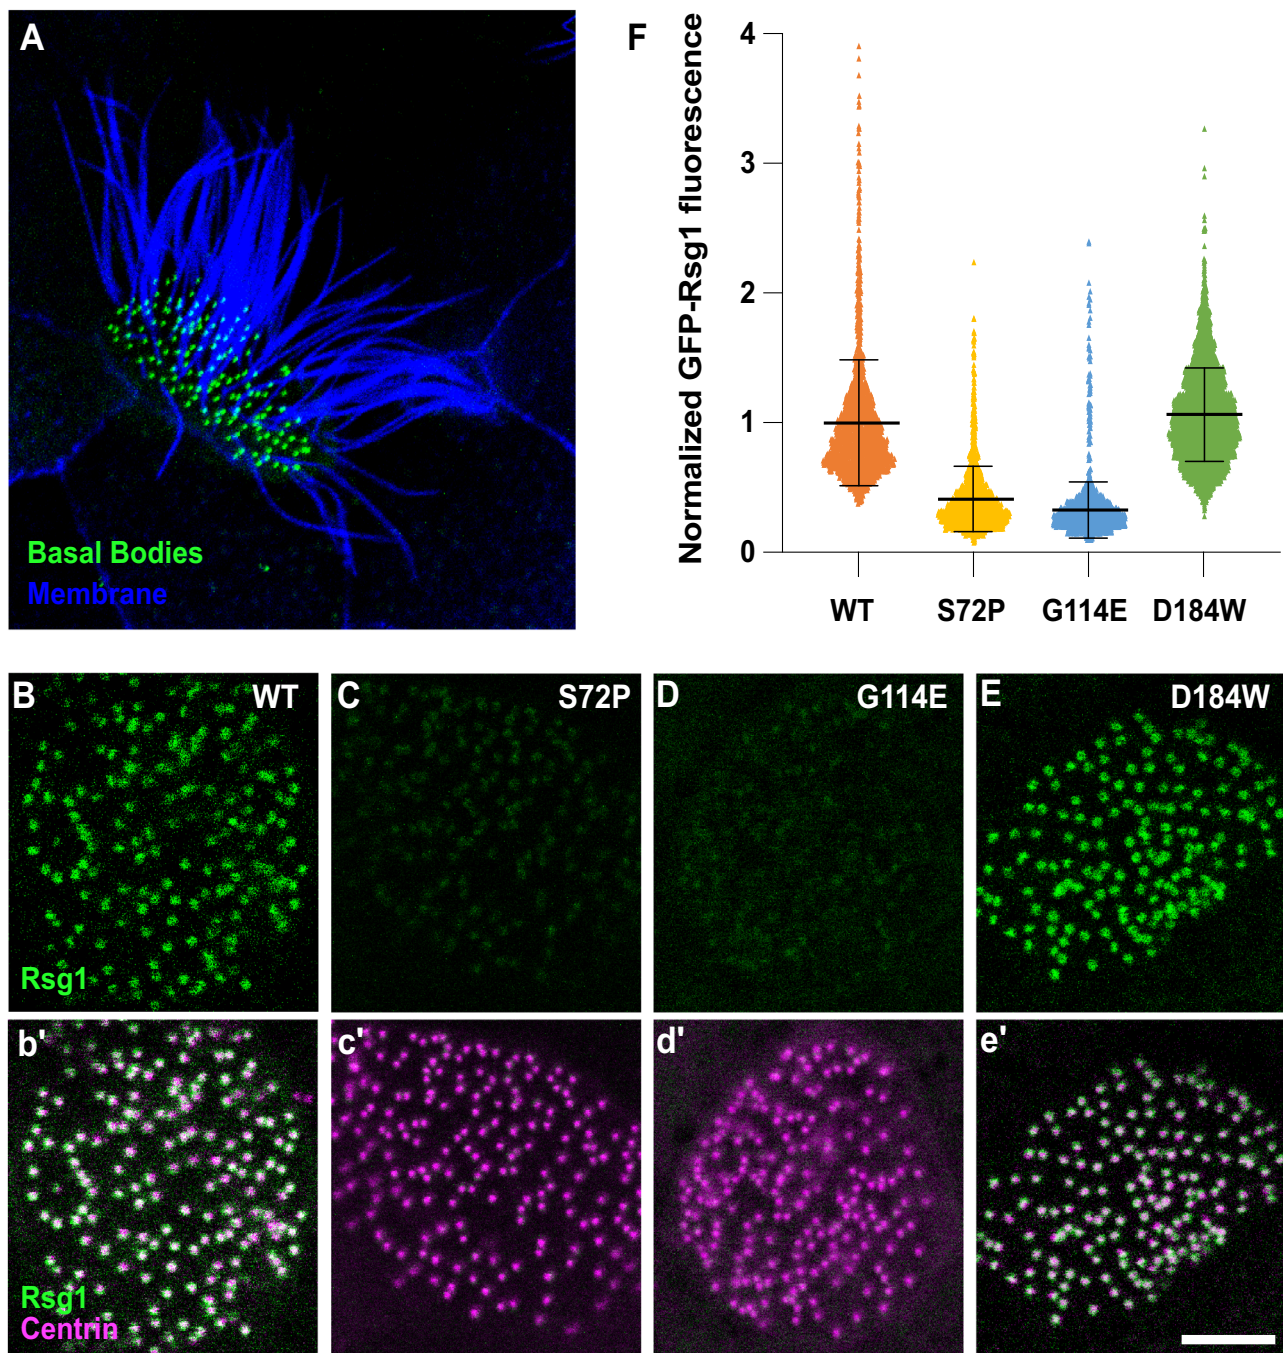 A
Basal Bodies
Membrane
F
Normalized GFP-Rsg1 fluorescence
4
3
2
1
0
WT
S72P
G114E
D184W
B
WT
Rsg1
C
S72P
D
G114E
E
D184W
b'
Rsg1
Centrin
c'
d'
e'